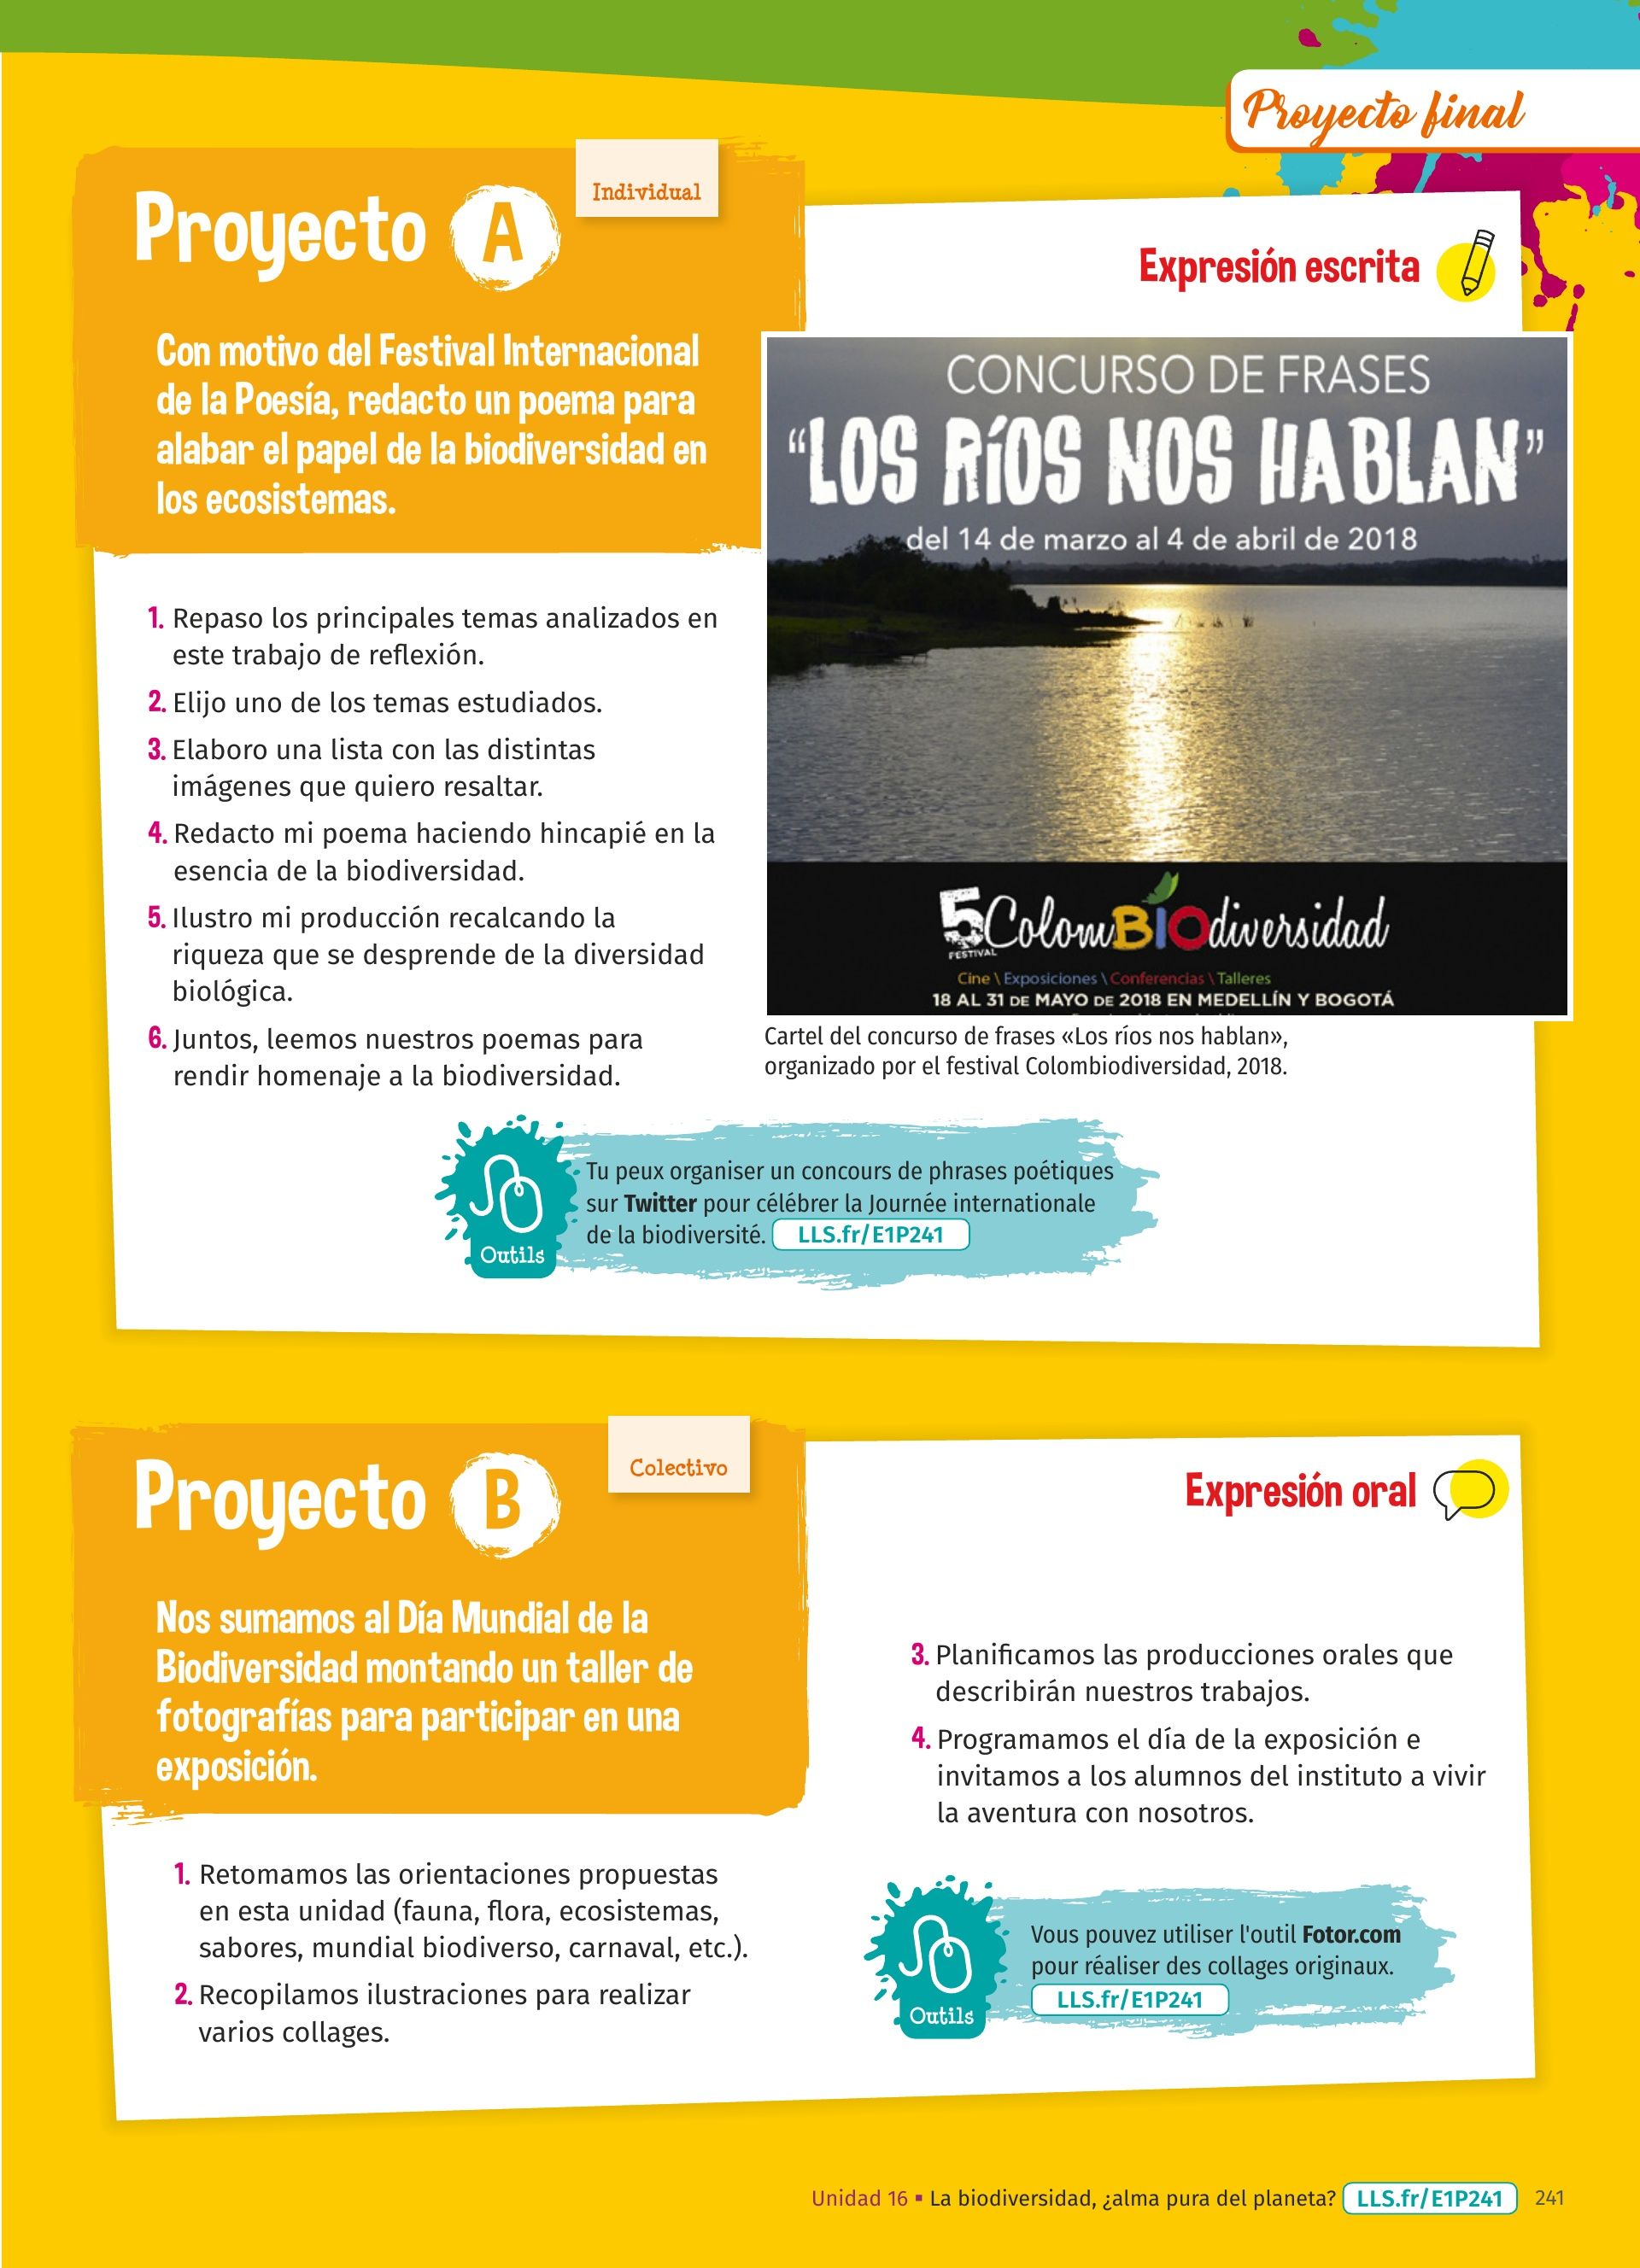 Proyecto final
Proyecto A
Individual
Expresión escrita
Con motivo del Festival Internacional
de la Poesía, redacto un poema para
alabar el papel de la biodiversidad en
los ecosistemas.
1. Repaso los principales temas analizados en
este trabajo de reflexión.
2. Elijo uno de los temas estudiados.
3. Elaboro una lista con las distintas
imágenes que quiero resaltar.
4. Redacto mi poema haciendo hincapié en la
esencia de la biodiversidad.
5. Ilustro mi producción recalcando la
riqueza que se desprende de la diversidad
biológica.
6. Juntos, leemos nuestros poemas para
rendir homenaje a la biodiversidad.
CONCURSO DE FRASES
“LOS RÍOS NOS HABLAN”
del 14 de marzo al 4 de abril de 2018
5 FESTIVAL ColomBIOdiversidad
Cine \ Exposiciones \ Conferencias \ Talleres
18 AL 31 DE MAYO DE 2018 EN MEDELLÍN Y BOGOTÁ
Cartel del concurso de frases «Los ríos nos hablan»,
organizado por el festival Colombiodiversidad, 2018.
Outils
Tu peux organiser un concours de phrases poétiques
sur Twitter pour célébrer la Journée internationale
de la biodiversité. LLS.fr/E1P241
Proyecto B
Colectivo
Expresión oral
Nos sumamos al Día Mundial de la
Biodiversidad montando un taller de
fotografías para participar en una
exposición.
1. Retomamos las orientaciones propuestas
en esta unidad (fauna, flora, ecosistemas,
sabores, mundial biodiverso, carnaval, etc.).
2. Recopilamos ilustraciones para realizar
varios collages.
3. Planificamos las producciones orales que
describirán nuestros trabajos.
4. Programamos el día de la exposición e
invitamos a los alumnos del instituto a vivir
la aventura con nosotros.
Outils
Vous pouvez utiliser l'outil Fotor.com
pour réaliser des collages originaux.
LLS.fr/E1P241
Unidad 16 ▪ La biodiversidad, ¿alma pura del planeta? LLS.fr/E1P241 241